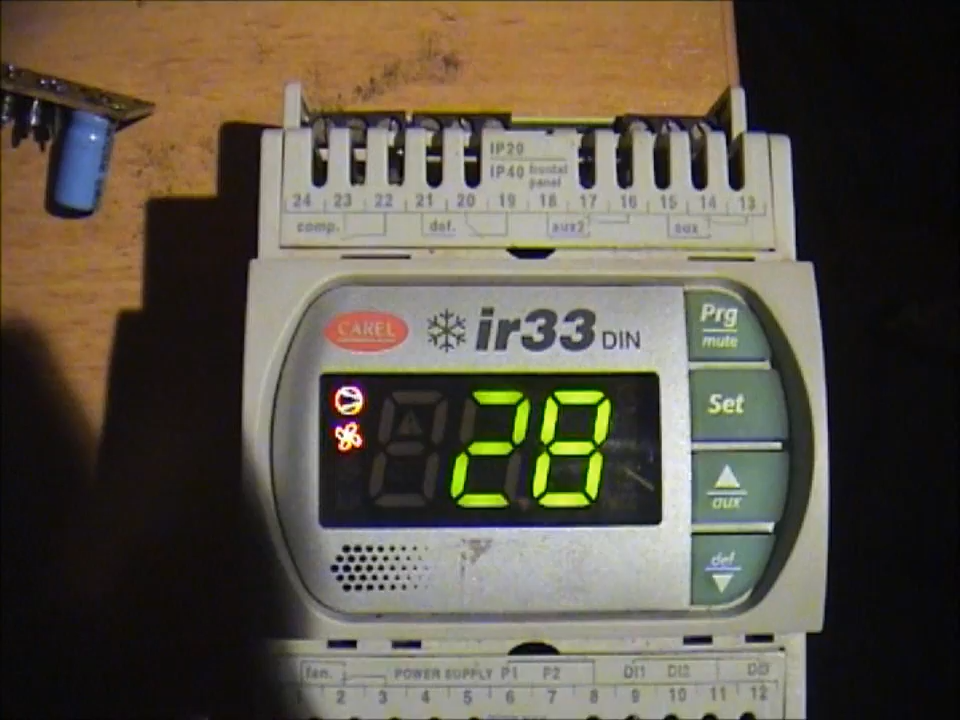 IP20
IP40 frontal panel
24 23 22 21 20 19 18 17 16 15 14 13
comp. def. aux2 aux
CAREL ir33 DIN
Prg
mute
Set
28
aux
def
fan. POWER SUPPLY P1 P2 DI1 DI2 DI3
1 2 3 4 5 6 7 8 9 10 11 12